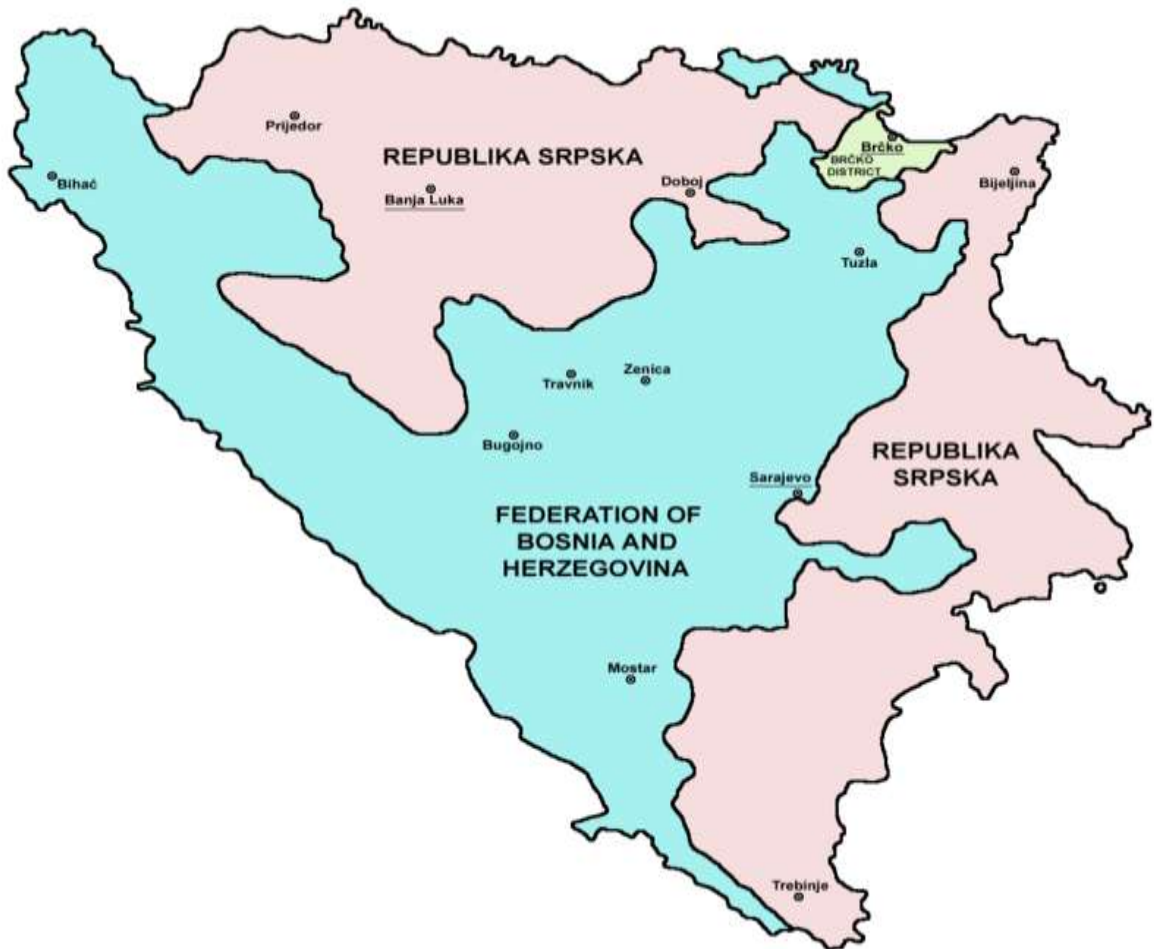 Prijedor
REPUBLIKA SRPSKA
Brčko
BRČKO
DISTRICT
Bihać
Banja Luka
Doboj
Bijeljina
Tuzla
Travnik
Zenica
Bugojno
REPUBLIKA
SRPSKA
Sarajevo
FEDERATION OF
BOSNIA AND
HERZEGOVINA
Mostar
Trebinje